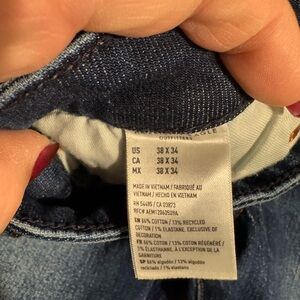 OUTFITTERS
US 38 X 34
CA 38 X 34
MX 38 X 34
MADE IN VIETNAM / FABRIQUÉ AU
VIETNAM / HECHO EN VIETNAM
RN 54485 / CA 03873
EN 86% COTTON / 13% RECYCLED
COTTON / 1% ELASTANE. EXCLUSIVE OF
DECORATION
FR 86% COTON / 13% COTON RÉGÉNÉRÉ
/ 1% ÉLASTHANNE. À L'EXCEPTION DE LA
GARNITURE
SP 86% algodón / 13% algodón
reciclado / 1% elastano